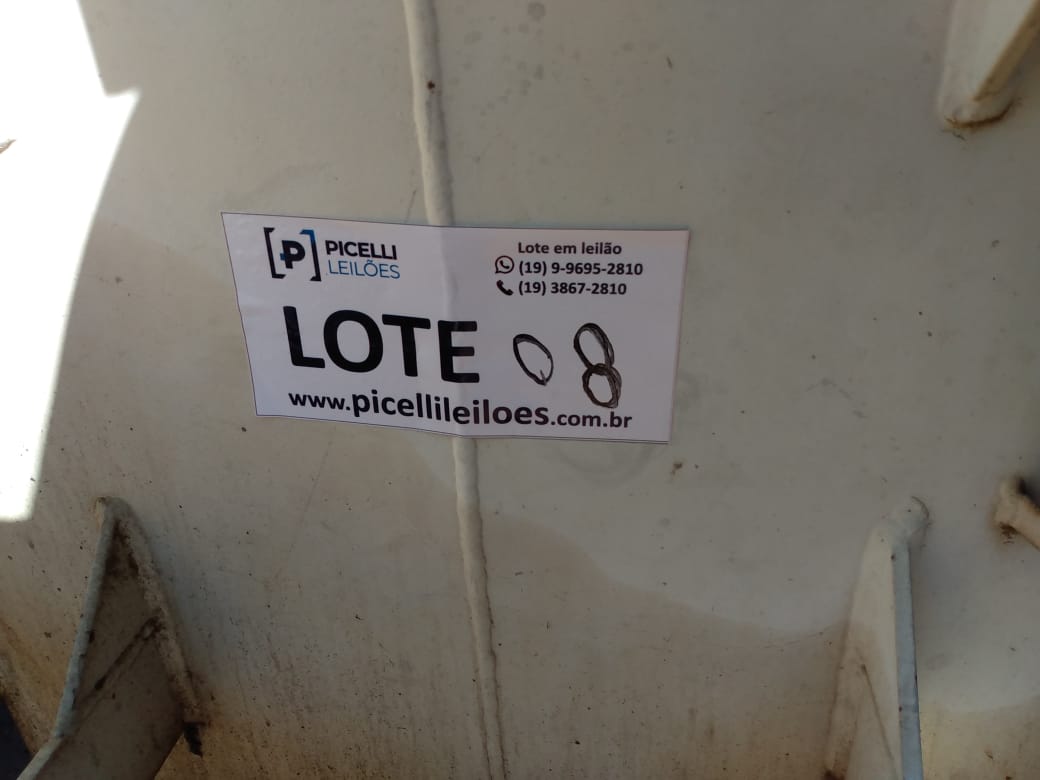 [P] PICELLI
LEILÕES
Lote em leilão
(19) 9-9695-2810
(19) 3867-2810
LOTE 08
www.picellileiloes.com.br